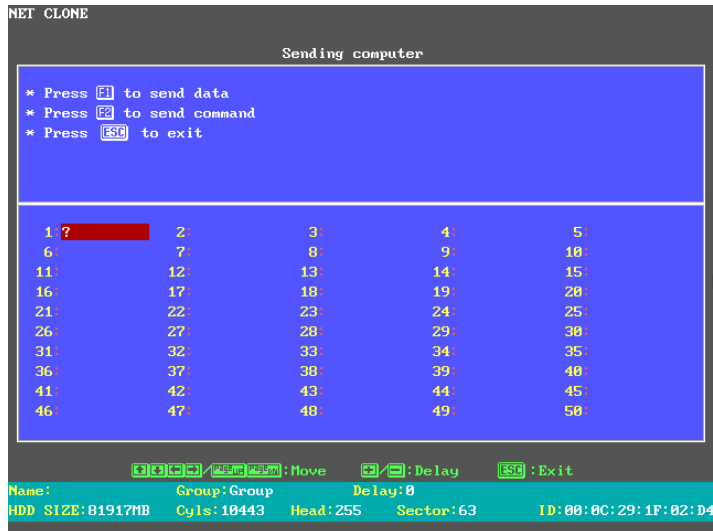 NET CLONE
Sending computer
* Press F1 to send data
* Press F2 to send command
* Press ESC to exit
1:? 2: 3: 4: 5:
6: 7: 8: 9: 10:
11: 12: 13: 14: 15:
16: 17: 18: 19: 20:
21: 22: 23: 24: 25:
26: 27: 28: 29: 30:
31: 32: 33: 34: 35:
36: 37: 38: 39: 40:
41: 42: 43: 44: 45:
46: 47: 48: 49: 50:
↑↓←→/PgUp PgDn:Move +/-:Delay ESC:Exit
Name: Group:Group Delay:0
HDD SIZE:81917MB Cyls:10443 Head:255 Sector:63 ID:00:0C:29:1F:02:D4